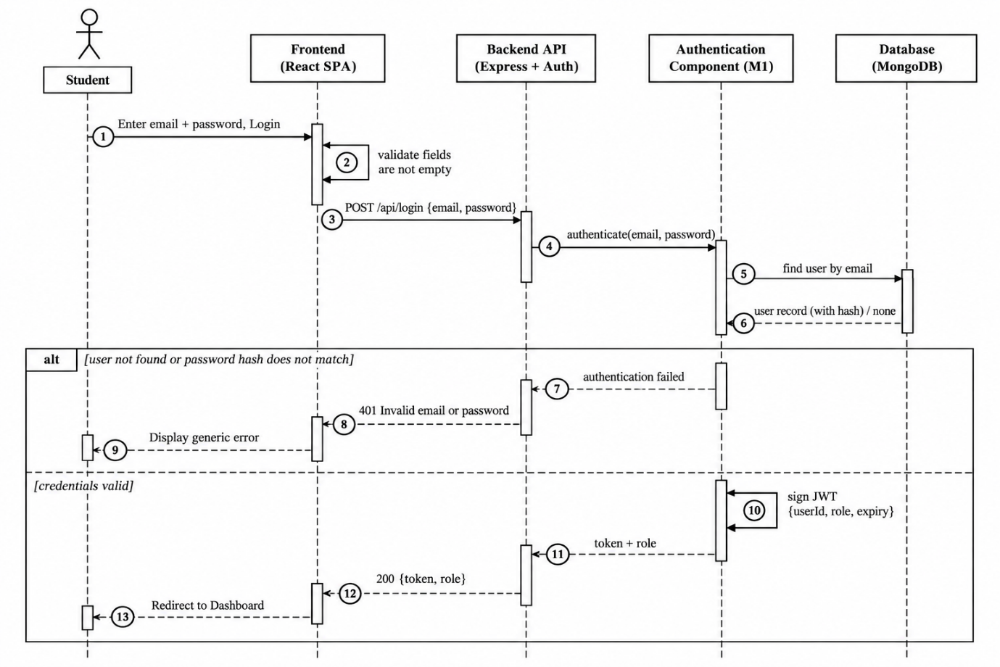 Student
Frontend
(React SPA)
Backend API
(Express + Auth)
Authentication
Component (M1)
Database
(MongoDB)
1
Enter email + password, Login
2
validate fields
are not empty
3
POST /api/login {email, password}
4
authenticate(email, password)
5
find user by email
6
user record (with hash) / none
alt
[user not found or password hash does not match]
7
authentication failed
8
401 Invalid email or password
9
Display generic error
[credentials valid]
10
sign JWT
{userId, role, expiry}
11
token + role
12
200 {token, role}
13
Redirect to Dashboard